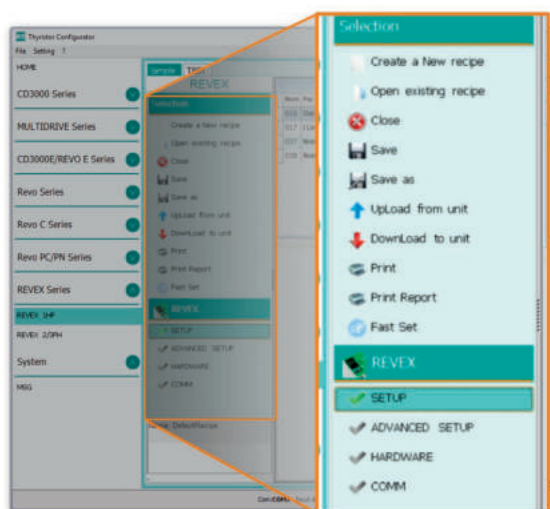 Thyristor Configurator
File Setting ?
HOME
CD3000 Series
MULTIDRIVE Series
CD3000E/REVO E Series
Revo Series
Revo C Series
Revo PC/PN Series
REVEX Series
REVEX 1HP
REVEX 2/3PH
System
MSG
Simple
REVEX
Selection
Create a New recipe
Open existing recipe
Close
Save
Save as
UpLoad from unit
DownLoad to unit
Print
Print Report
Fast Set
REVEX
SETUP
ADVANCED SETUP
HARDWARE
COMM
Name: DefaultRecipe
Num
Selection
Create a New recipe
Open existing recipe
Close
Save
Save as
UpLoad from unit
DownLoad to unit
Print
Print Report
Fast Set
REVEX
SETUP
ADVANCED SETUP
HARDWARE
COMM